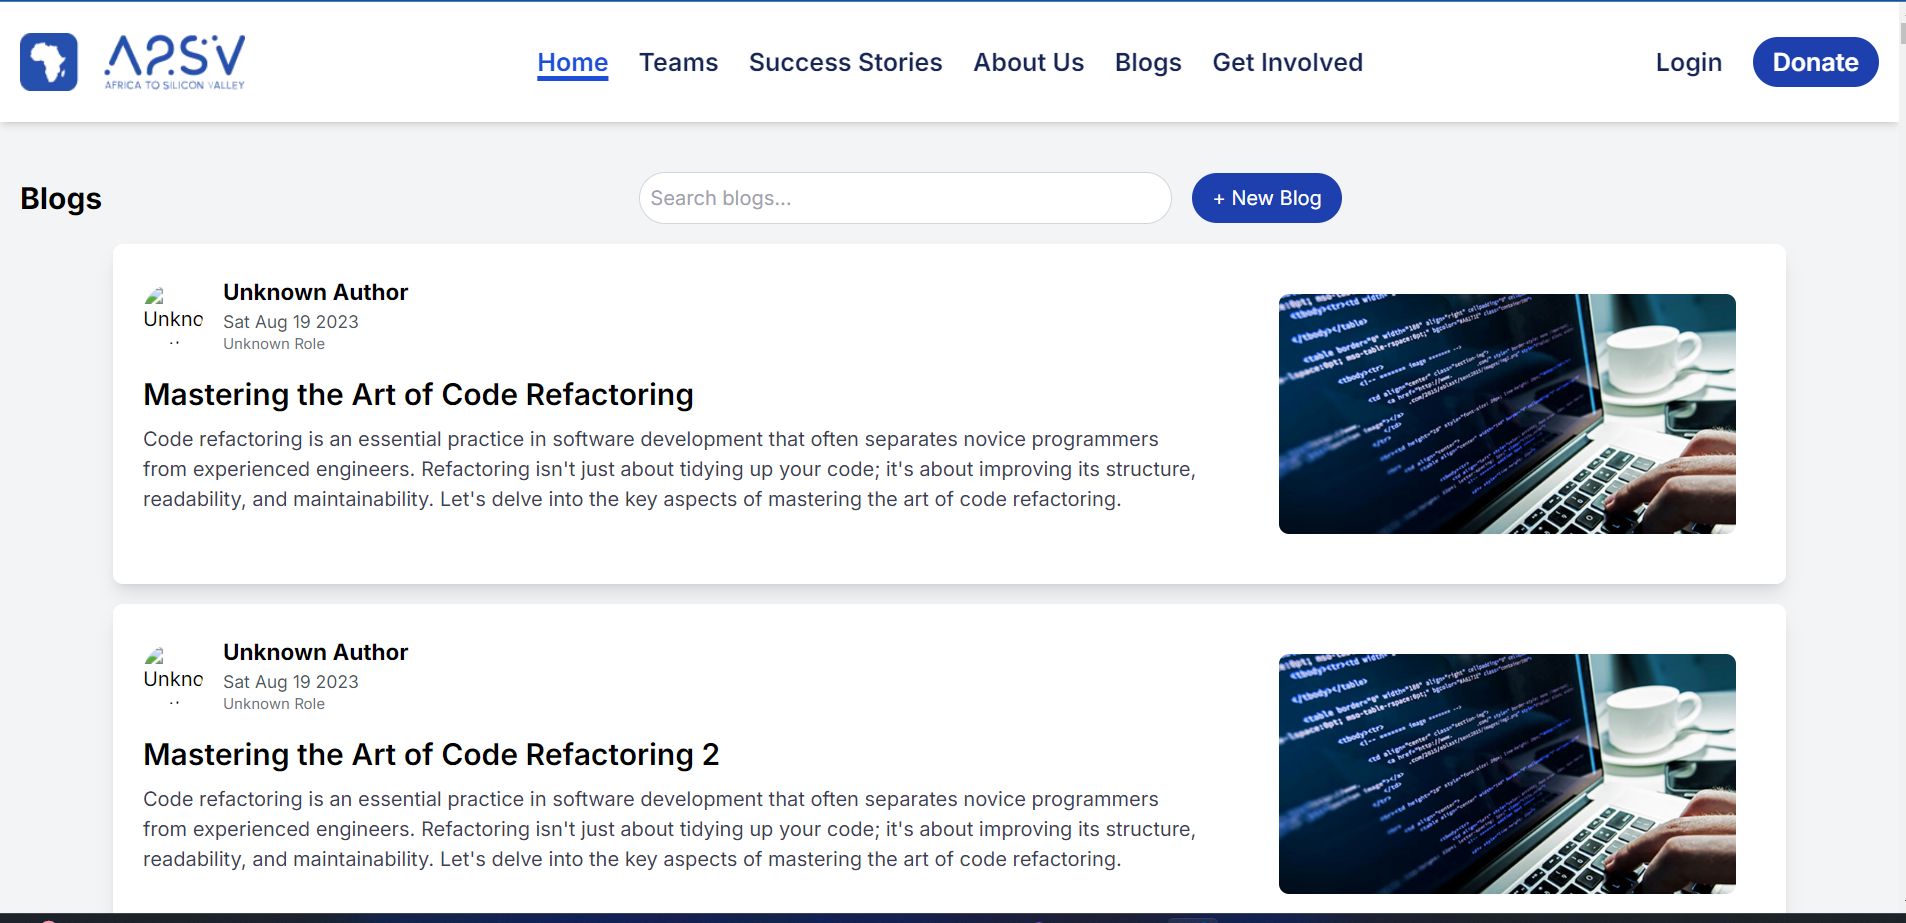 A2SV
AFRICA TO SILICON VALLEY
Home Teams Success Stories About Us Blogs Get Involved Login Donate
Blogs
Search blogs...
+ New Blog
Unkno
Unknown Author
Sat Aug 19 2023
Unknown Role
Mastering the Art of Code Refactoring
Code refactoring is an essential practice in software development that often separates novice programmers
from experienced engineers. Refactoring isn't just about tidying up your code; it's about improving its structure,
readability, and maintainability. Let's delve into the key aspects of mastering the art of code refactoring.
Unkno
Unknown Author
Sat Aug 19 2023
Unknown Role
Mastering the Art of Code Refactoring 2
Code refactoring is an essential practice in software development that often separates novice programmers
from experienced engineers. Refactoring isn't just about tidying up your code; it's about improving its structure,
readability, and maintainability. Let's delve into the key aspects of mastering the art of code refactoring.